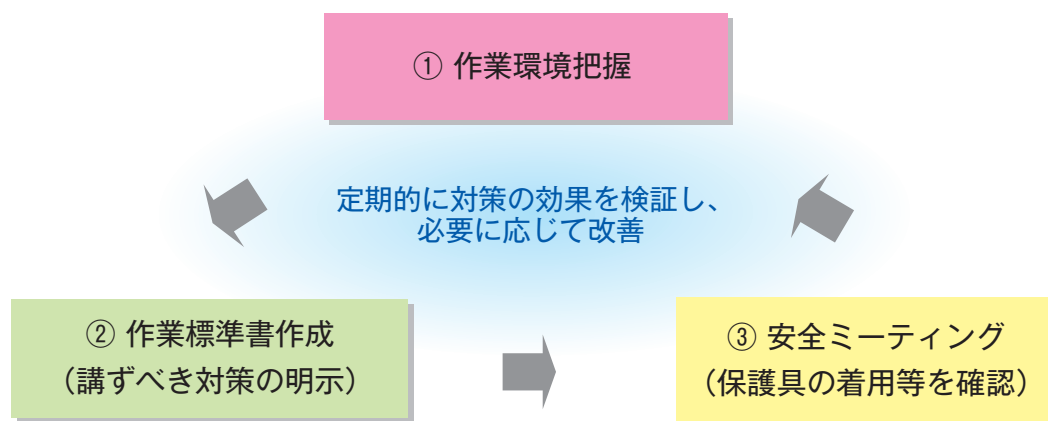 ① 作業環境把握
定期的に対策の効果を検証し、
必要に応じて改善
② 作業標準書作成
（講ずべき対策の明示）
③ 安全ミーティング
（保護具の着用等を確認）